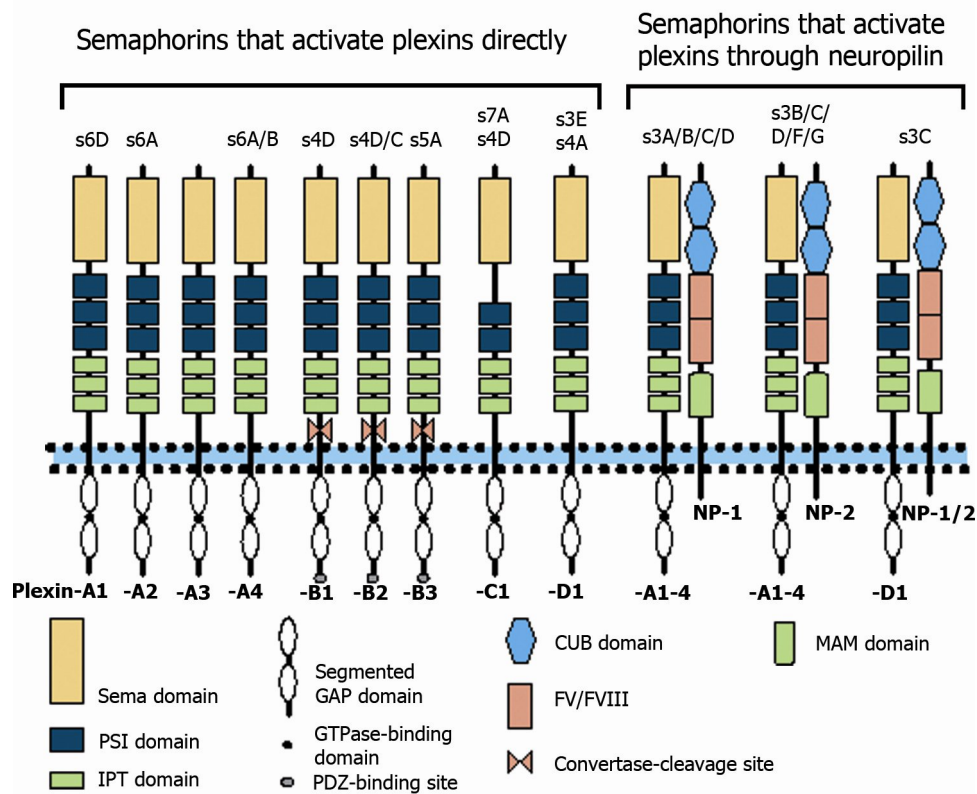 Semaphorins that activate plexins directly
Semaphorins that activate
plexins through neuropilin
s6D
s6A
s6A/B
s4D
s4D/C
s5A
s7A
s4D
s3E
s4A
s3A/B/C/D
s3B/C/
D/F/G
s3C
NP-1
NP-2
NP-1/2
Plexin-A1
-A2
-A3
-A4
-B1
-B2
-B3
-C1
-D1
-A1-4
-A1-4
-D1
Sema domain
PSI domain
IPT domain
Segmented
GAP domain
GTPase-binding
domain
PDZ-binding site
CUB domain
FV/FVIII
Convertase-cleavage site
MAM domain